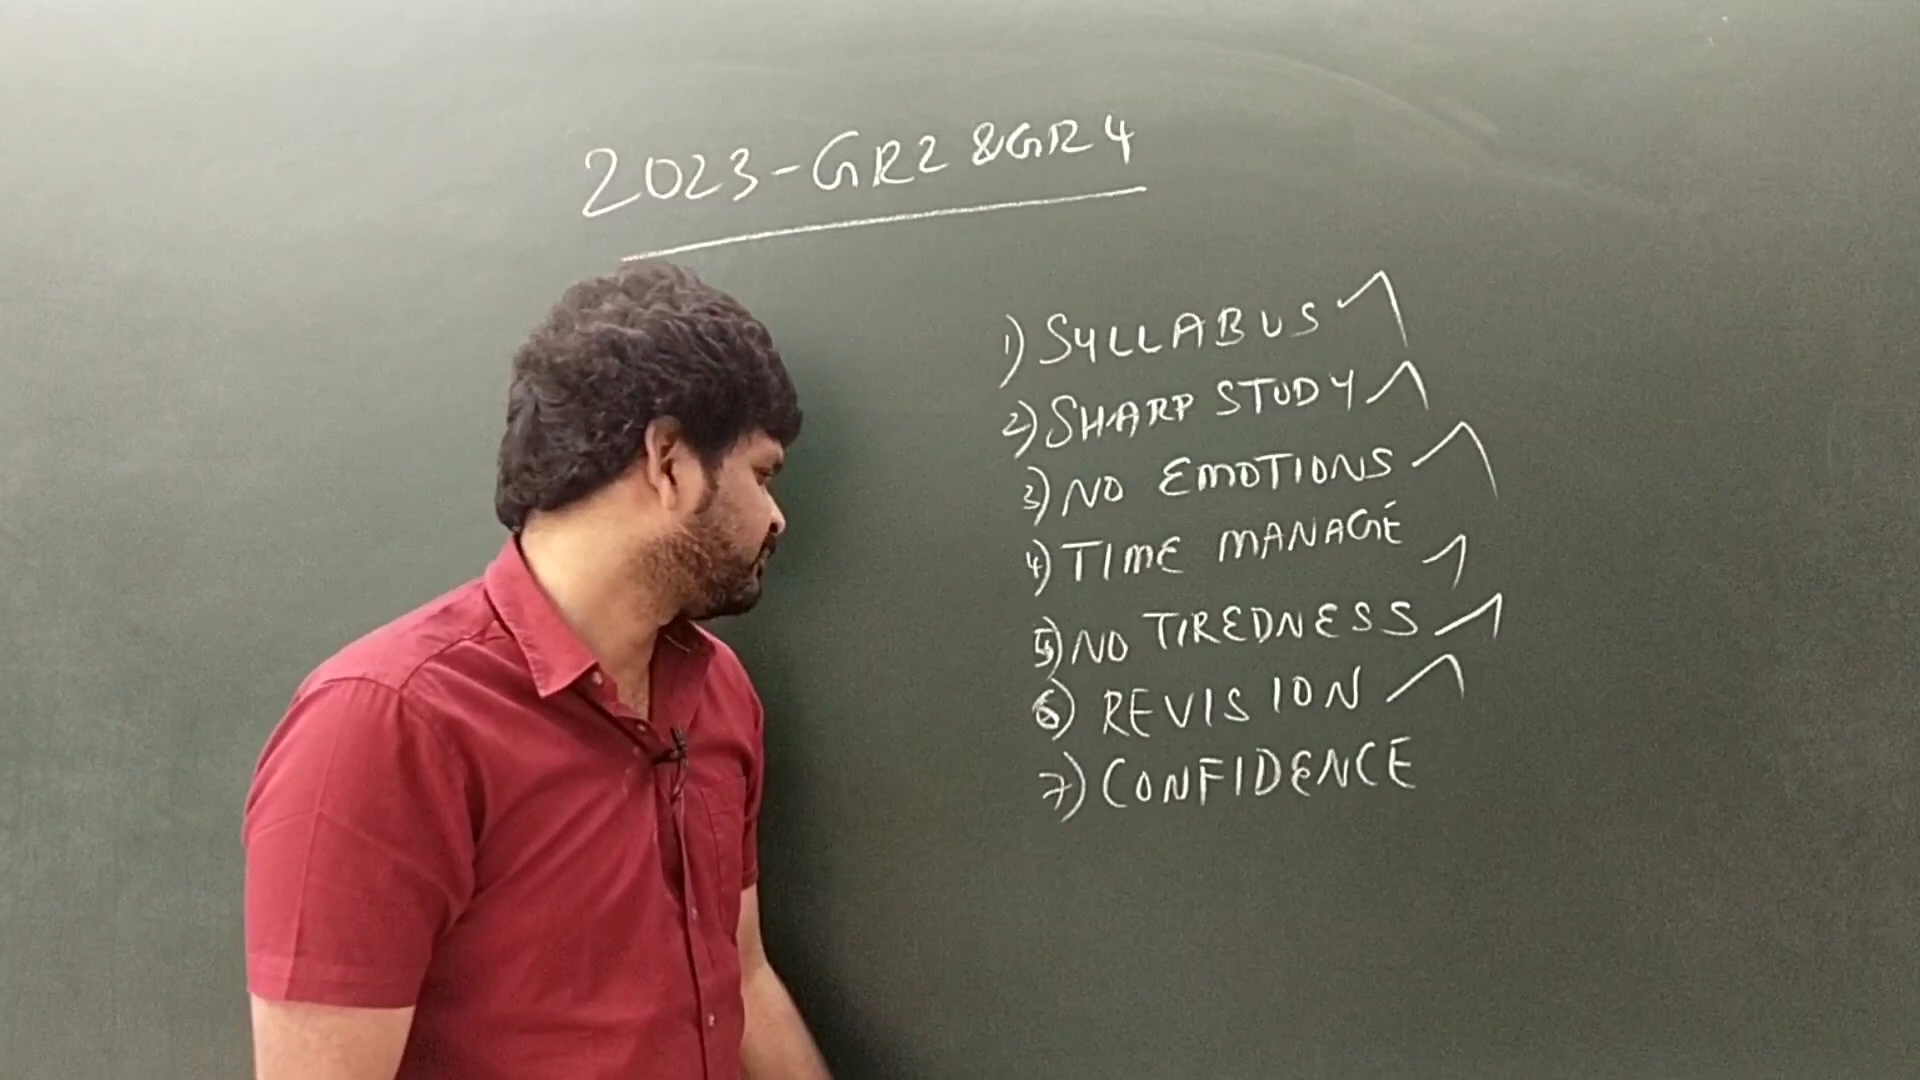 2023-GR2 & GR4
1) SYLLABUS
2) SHARP STUDY
3) NO EMOTIONS
4) TIME MANAGE
5) NO TIREDNESS
6) REVISION
7) CONFIDENCE